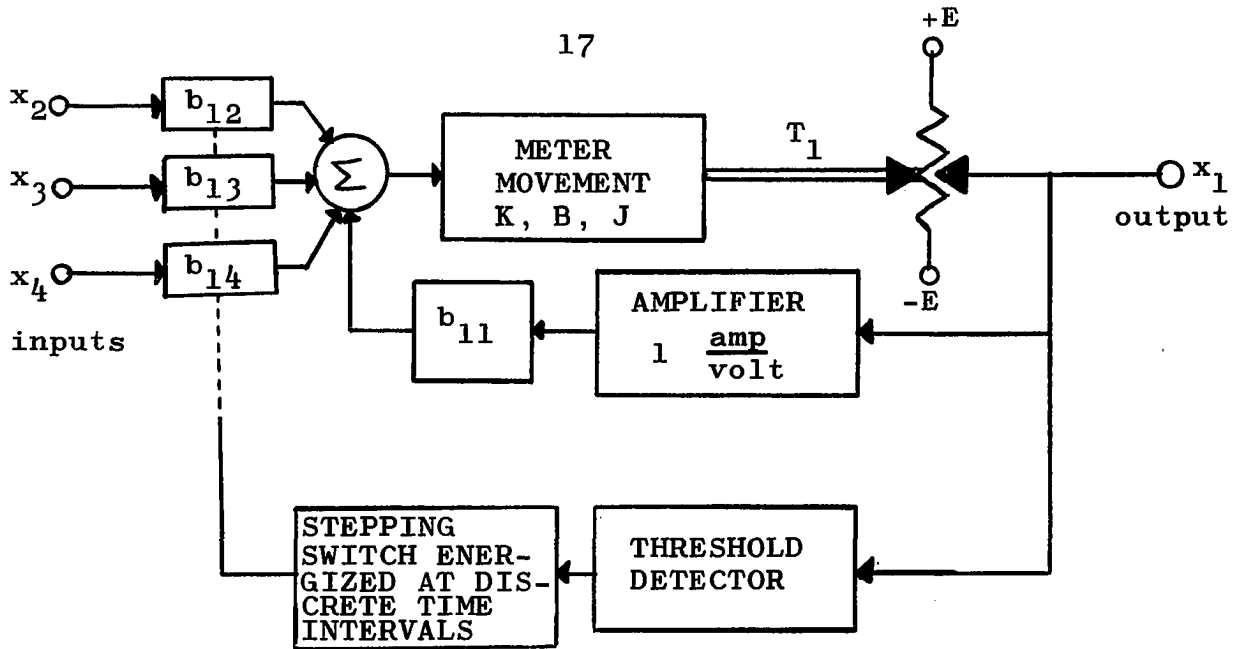 17
+E
x2
b12
x3
b13
x4
b14
inputs
Σ
METER
MOVEMENT
K, B, J
T1
x1
output
-E
b11
AMPLIFIER
1 amp
volt
STEPPING
SWITCH ENER-
GIZED AT DIS-
CRETE TIME
INTERVALS
THRESHOLD
DETECTOR